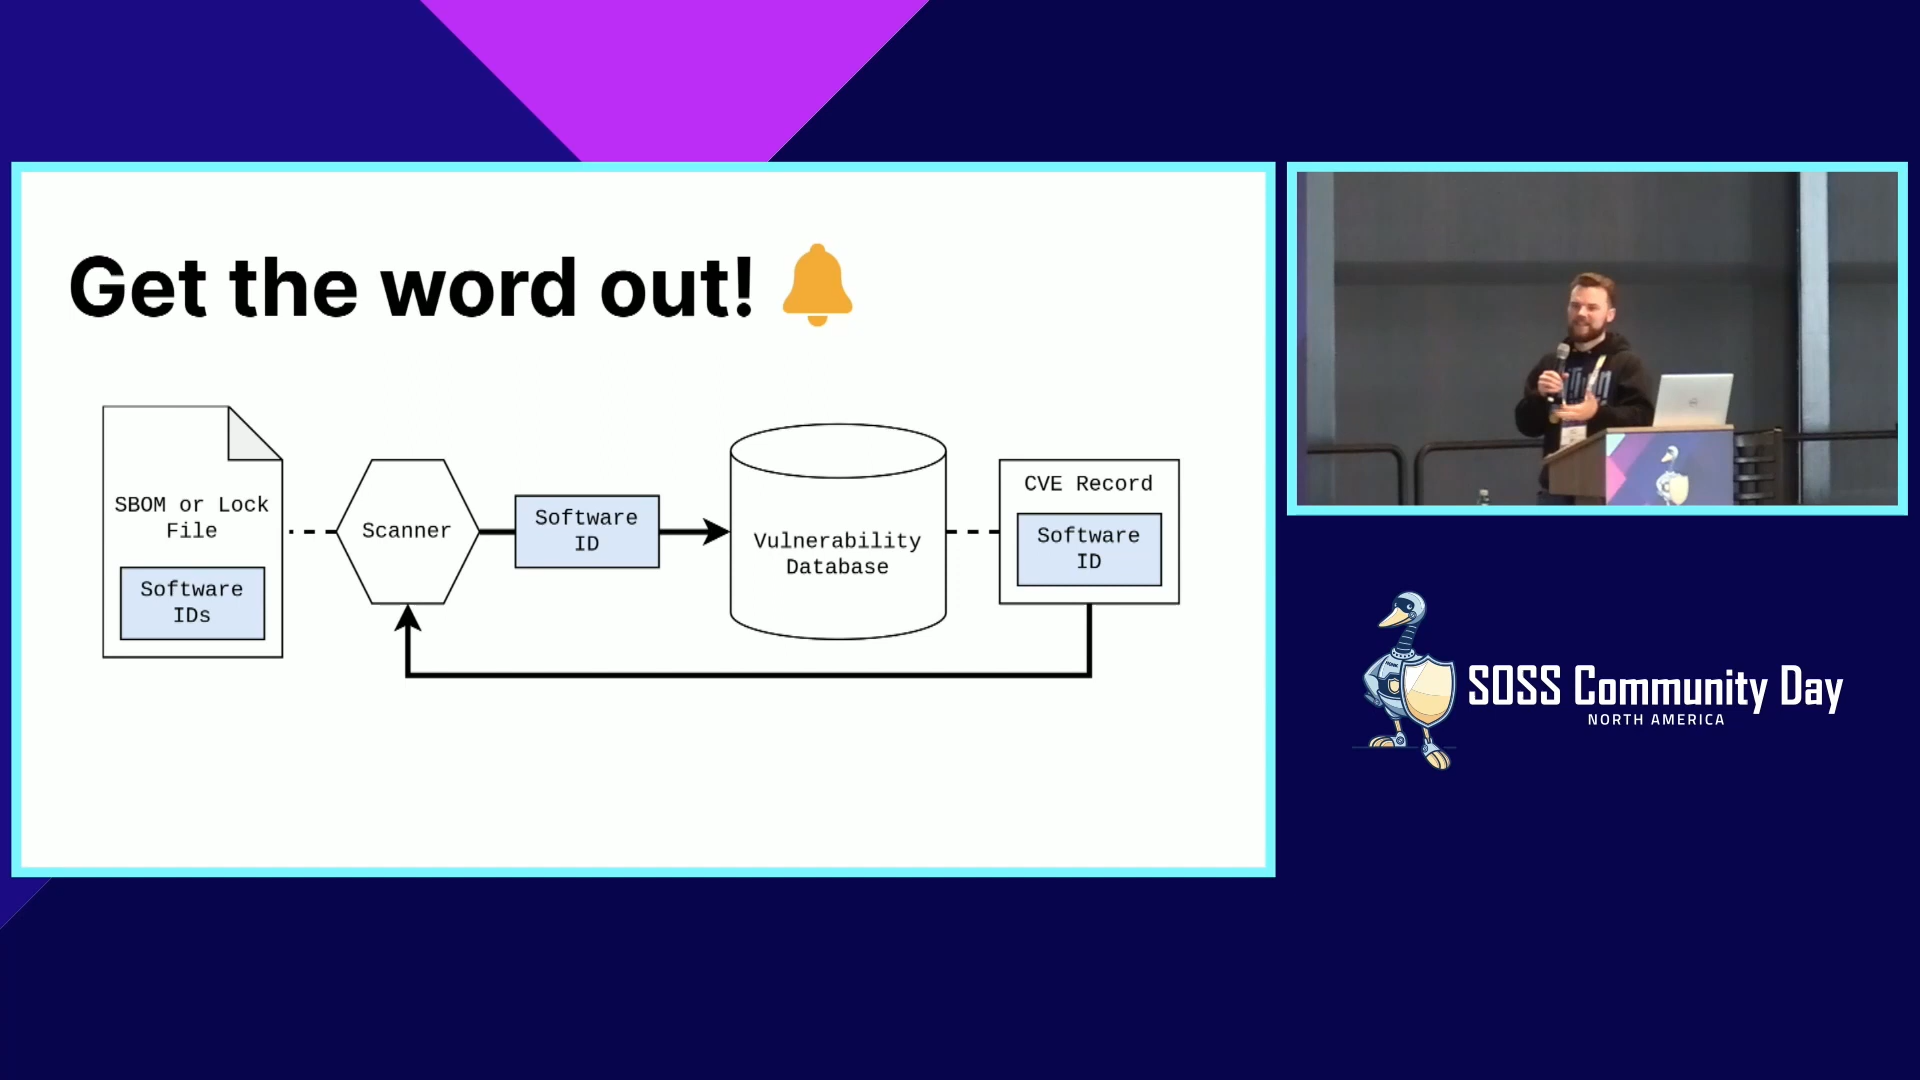 Get the word out!
SBOM or Lock
File
Software
IDs
Scanner
Software
ID
Vulnerability
Database
CVE Record
Software
ID
SOSS Community Day
NORTH AMERICA